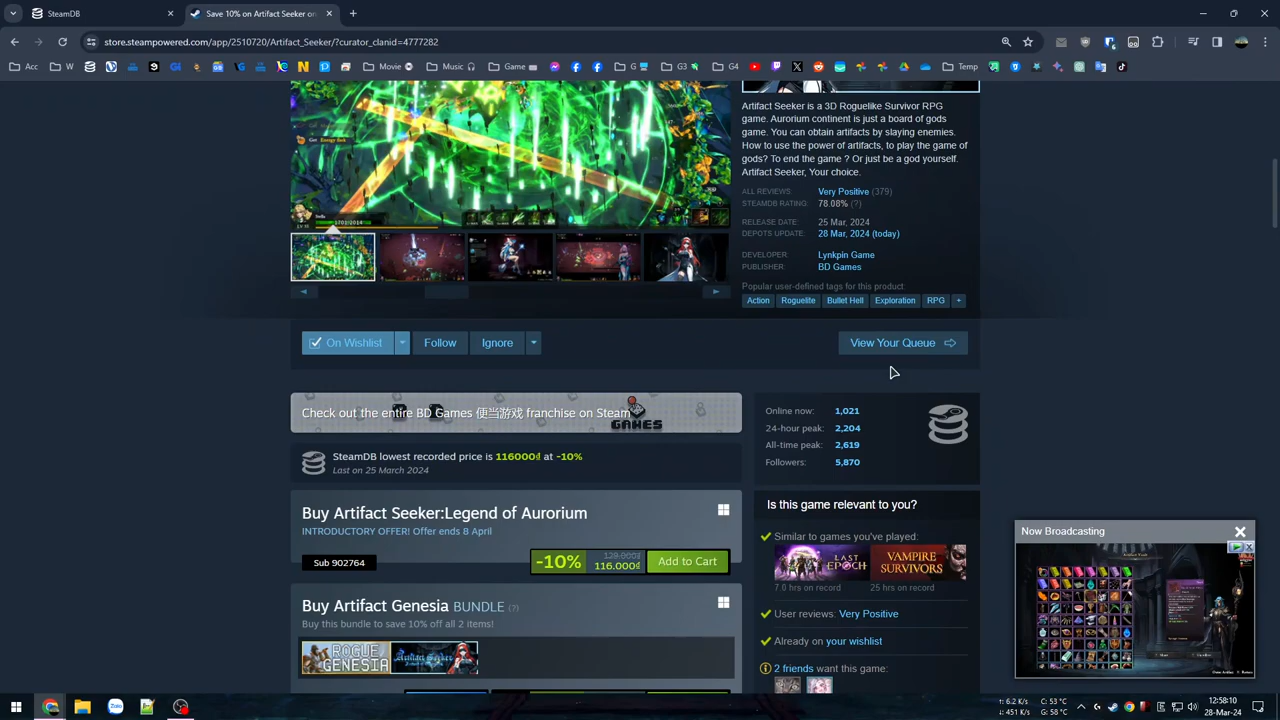 SteamDB
Save 10% on Artifact Seeker on
store.steampowered.com/app/2510720/Artifact_Seeker/?curator_clanid=4777282
Acc
W
Movie
Music
Game
G
G3
G4
Temp
Artifact Seeker is a 3D Roguelike Survivor RPG
game. Aurorium continent is just a board of gods
game. You can obtain artifacts by slaying enemies.
How to use the power of artifacts, to play the game of
gods? To end the game ? Or just be a god yourself.
Artifact Seeker, Your choice.
ALL REVIEWS: Very Positive (379)
STEAMDB RATING: 78.08% (?)
RELEASE DATE: 25 Mar, 2024
DEPOTS UPDATE: 28 Mar, 2024 (today)
DEVELOPER: Lynkpin Game
PUBLISHER: BD Games
Popular user-defined tags for this product:
Action Roguelite Bullet Hell Exploration RPG +
On Wishlist
Follow
Ignore
View Your Queue
Check out the entire BD Games 便当游戏 franchise on Steam
GAMES
SteamDB lowest recorded price is 116000₫ at -10%
Last on 25 March 2024
Online now: 1,021
24-hour peak: 2,204
All-time peak: 2,619
Followers: 5,870
Buy Artifact Seeker:Legend of Aurorium
INTRODUCTORY OFFER! Offer ends 8 April
Sub 902764
-10%
129.000₫
116.000₫
Add to Cart
Buy Artifact Genesia BUNDLE (?)
Buy this bundle to save 10% off all 2 items!
ROGUE
GENESIA
Artifact Seeker
Is this game relevant to you?
Similar to games you've played:
LAST EPOCH
VAMPIRE SURVIVORS
7.0 hrs on record
25 hrs on record
User reviews: Very Positive
Already on your wishlist
2 friends want this game:
Now Broadcasting
Zalo
↑: 6.2 K/s
↓: 451 K/s
C: 53 °C
G: 58 °C
12:58:10
28-Mar-24